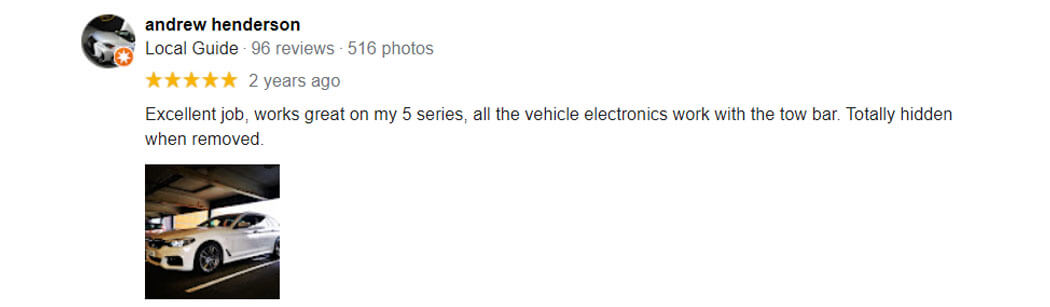 andrew henderson
Local Guide · 96 reviews · 516 photos
2 years ago
Excellent job, works great on my 5 series, all the vehicle electronics work with the tow bar. Totally hidden
when removed.